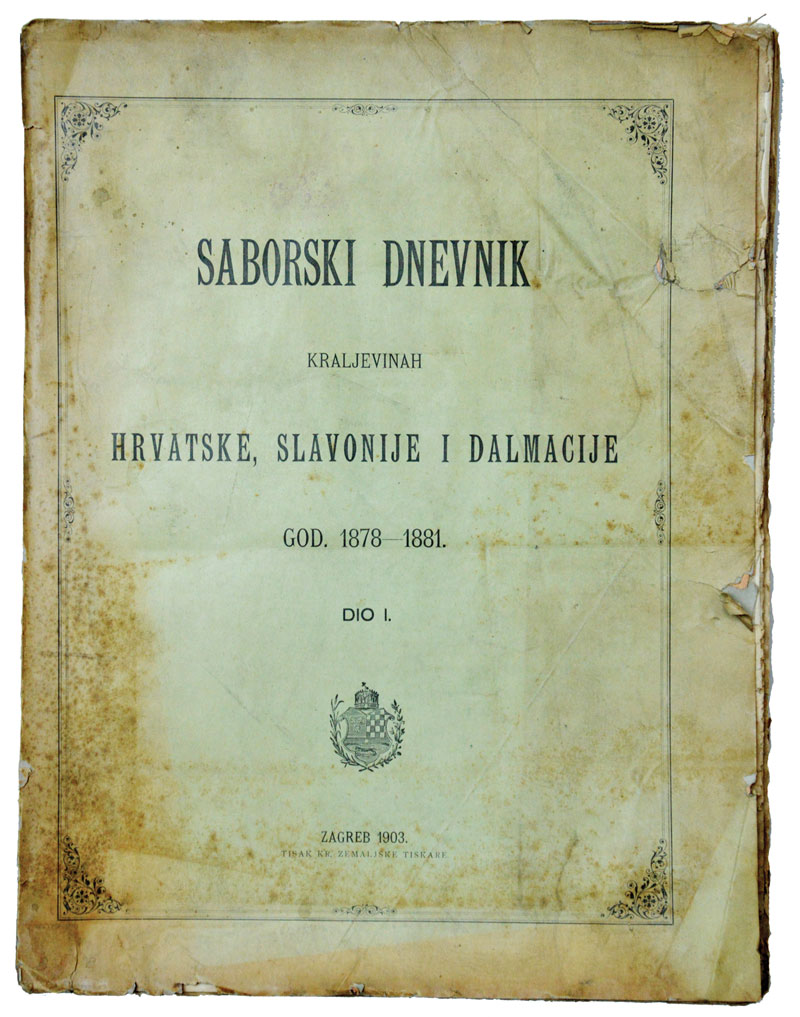 SABORSKI DNEVNIK
KRALJEVINAH
HRVATSKE, SLAVONIJE I DALMACIJE
GOD. 1878—1881.
DIO I.
ZAGREB 1903.
TISAK KR. ZEMALJSKE TISKARE.